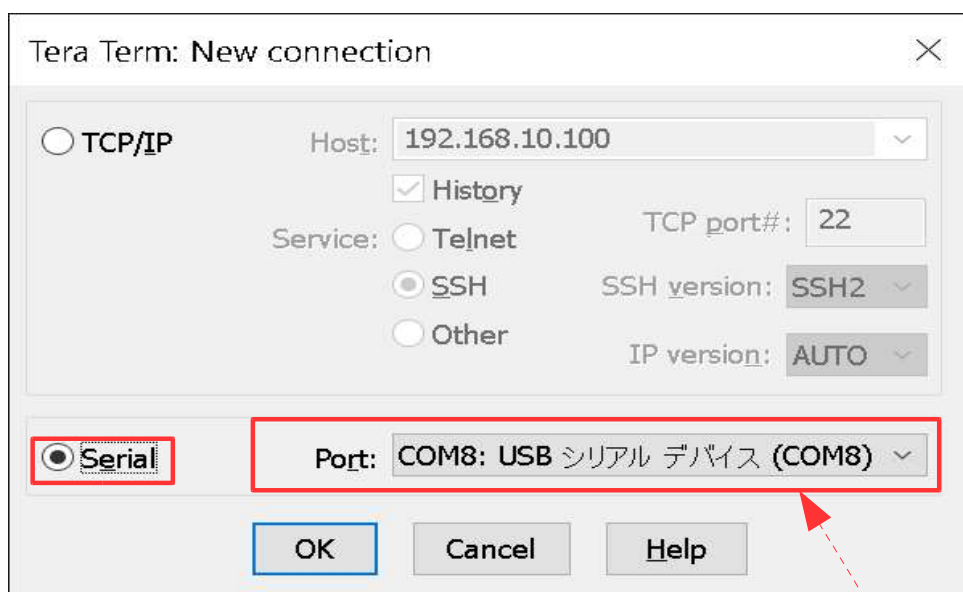 Tera Term: New connection
TCP/IP
Host: 192.168.10.100
History
Service: Telnet
TCP port#: 22
SSH
SSH version: SSH2
Other
IP version: AUTO
Serial
Port: COM8: USB シリアル デバイス (COM8)
OK Cancel Help